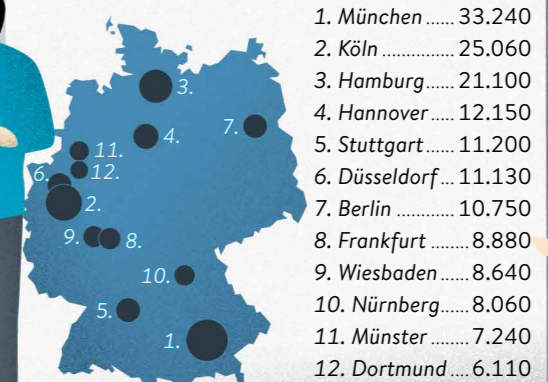 1. München ...... 33.240
2. Köln .............. 25.060
3. Hamburg...... 21.100
4. Hannover ..... 12.150
5. Stuttgart ...... 11.200
6. Düsseldorf ... 11.130
7. Berlin ........... 10.750
8. Frankfurt ........ 8.880
9. Wiesbaden ..... 8.640
10. Nürnberg...... 8.060
11. Münster ........ 7.240
12. Dortmund .... 6.110
3.
4.
7.
11.
12.
6.
2.
9.
8.
10.
5.
1.